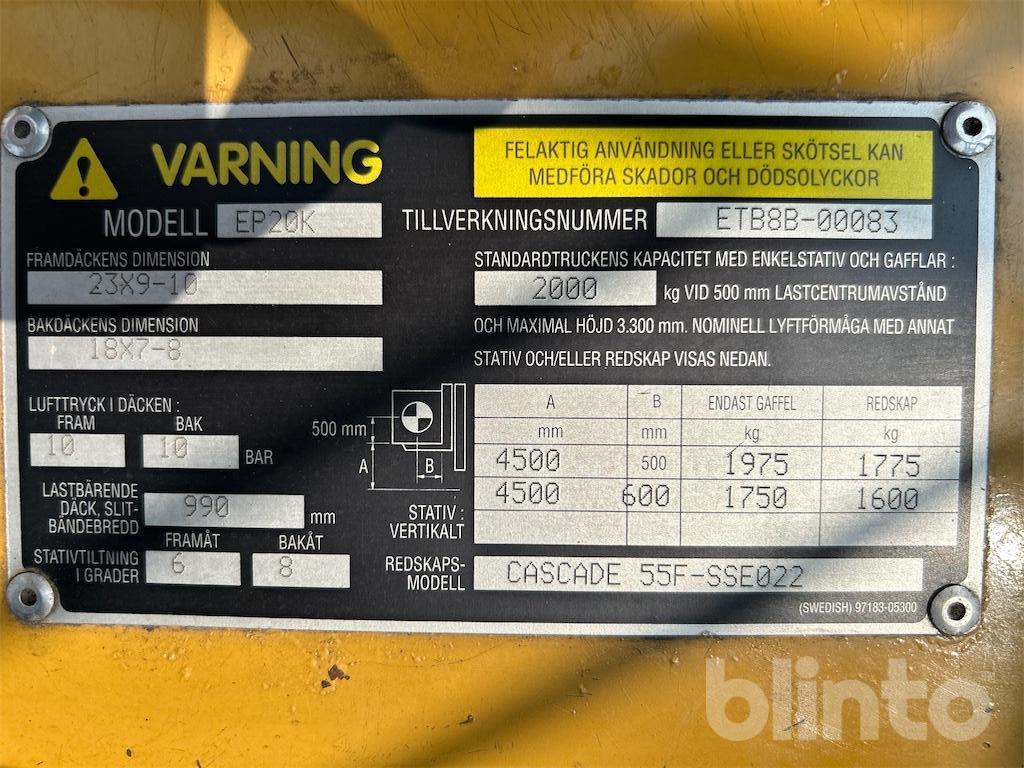 VARNING
FELAKTIG ANVÄNDNING ELLER SKÖTSEL KAN
MEDFÖRA SKADOR OCH DÖDSOLYCKOR
MODELL EP20K
TILLVERKNINGSNUMMER ETB8B-00083
FRAMDÄCKENS DIMENSION
23X9-10
BAKDÄCKENS DIMENSION
18X7-8
STANDARDTRUCKENS KAPACITET MED ENKELSTATIV OCH GAFFLAR :
2000 kg VID 500 mm LASTCENTRUMAVSTÅND
OCH MAXIMAL HÖJD 3.300 mm. NOMINELL LYFTFÖRMÅGA MED ANNAT
STATIV OCH/ELLER REDSKAP VISAS NEDAN.
LUFTTRYCK I DÄCKEN :
FRAM BAK
10 10 BAR
LASTBÄRENDE
DÄCK, SLIT-
BÄNDEBREDD
990 mm
FRAMÅT BAKÅT
STATIVTILTNING
I GRADER
6 8
500 mm
A B
STATIV :
VERTIKALT
A B ENDAST GAFFEL REDSKAP
mm mm kg kg
4500 500 1975 1775
4500 600 1750 1600
REDSKAPS-
MODELL
CASCADE 55F-SSE022
(SWEDISH) 97183-05300
blinto